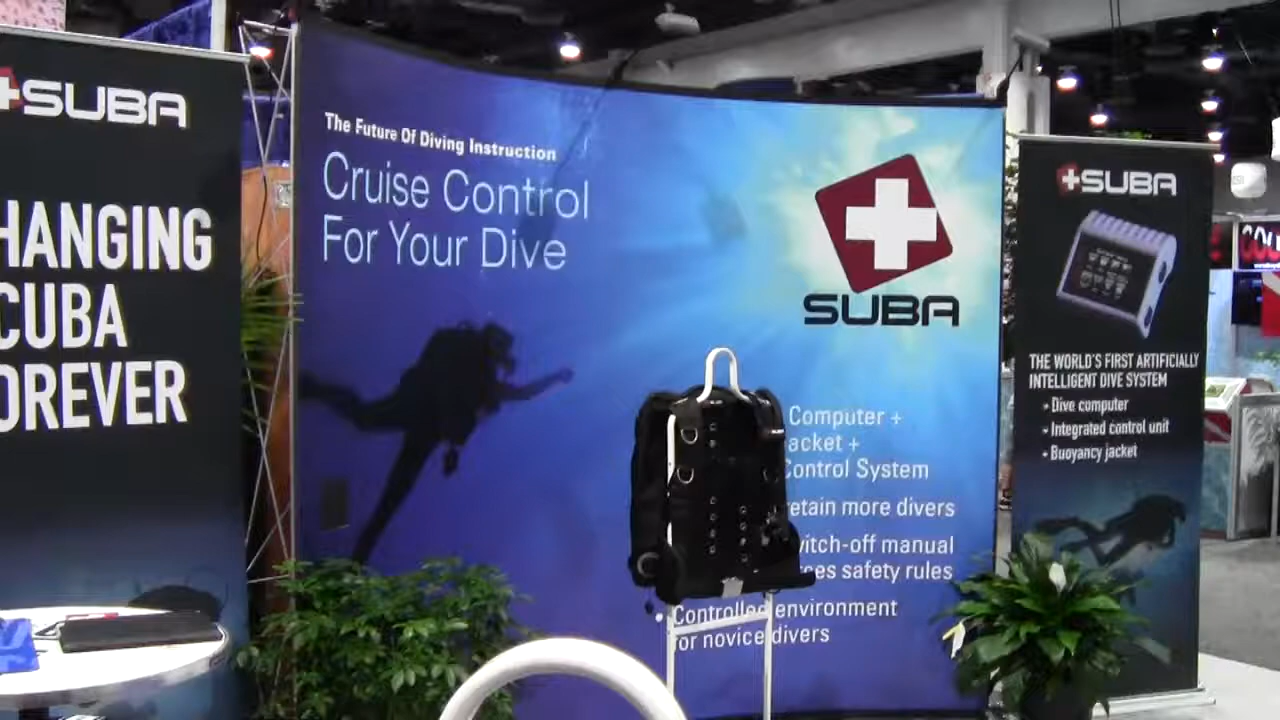 SUBA
HANGING
CUBA
OREVER
The Future Of Diving Instruction
Cruise Control
For Your Dive
SUBA
Computer +
acket +
Control System
retain more divers
witch-off manual
ces safety rules
Controlled environment
for novice divers
SUBA
THE WORLD'S FIRST ARTIFICIALLY
INTELLIGENT DIVE SYSTEM
• Dive computer
• Integrated control unit
• Buoyancy jacket